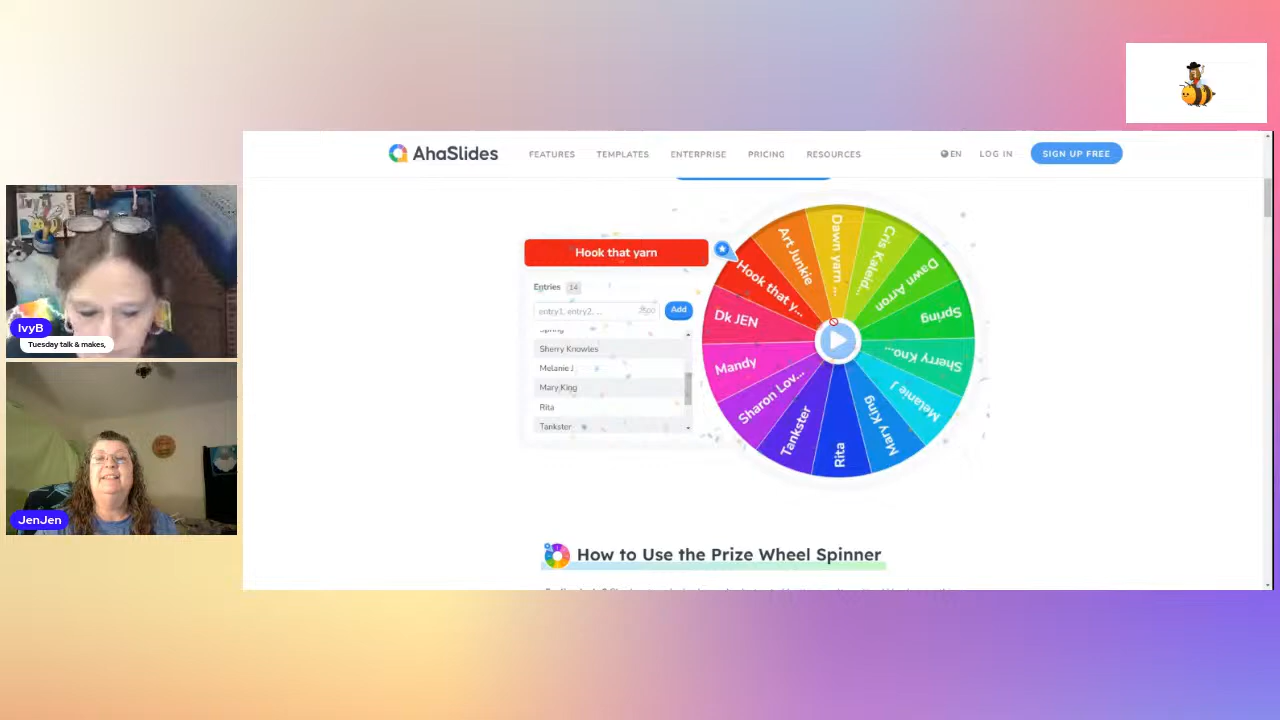 AhaSlides
FEATURES
TEMPLATES
ENTERPRISE
PRICING
RESOURCES
EN
LOG IN
SIGN UP FREE
Hook that yarn
Entries 14
entry1, entry2, ...
Add
Spring
Sherry Knowles
Melanie J
Mary King
Rita
Tankster
Hook that y...
Art Junkie
Dawn yarn ...
Cris Kaleid...
Dawn Arron
Spring
Sherry Kno...
Melanie J
Mary King
Rita
Tankster
Sharon Lov...
Mandy
Dk JEN
How to Use the Prize Wheel Spinner
IvyB
Tuesday talk & makes,
JenJen